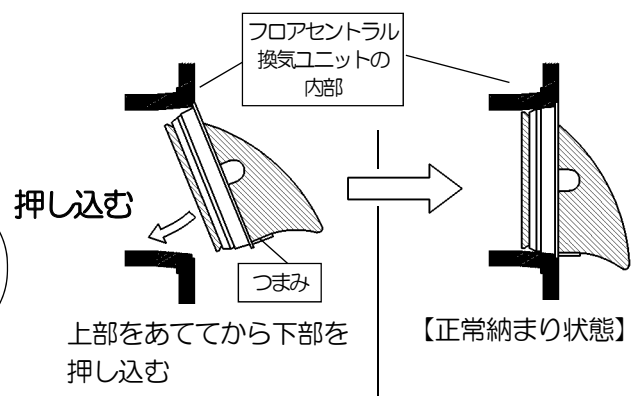 フロアセントラル
換気ユニットの
内部
押し込む
つまみ
上部をあててから下部を
押し込む
【正常納まり状態】